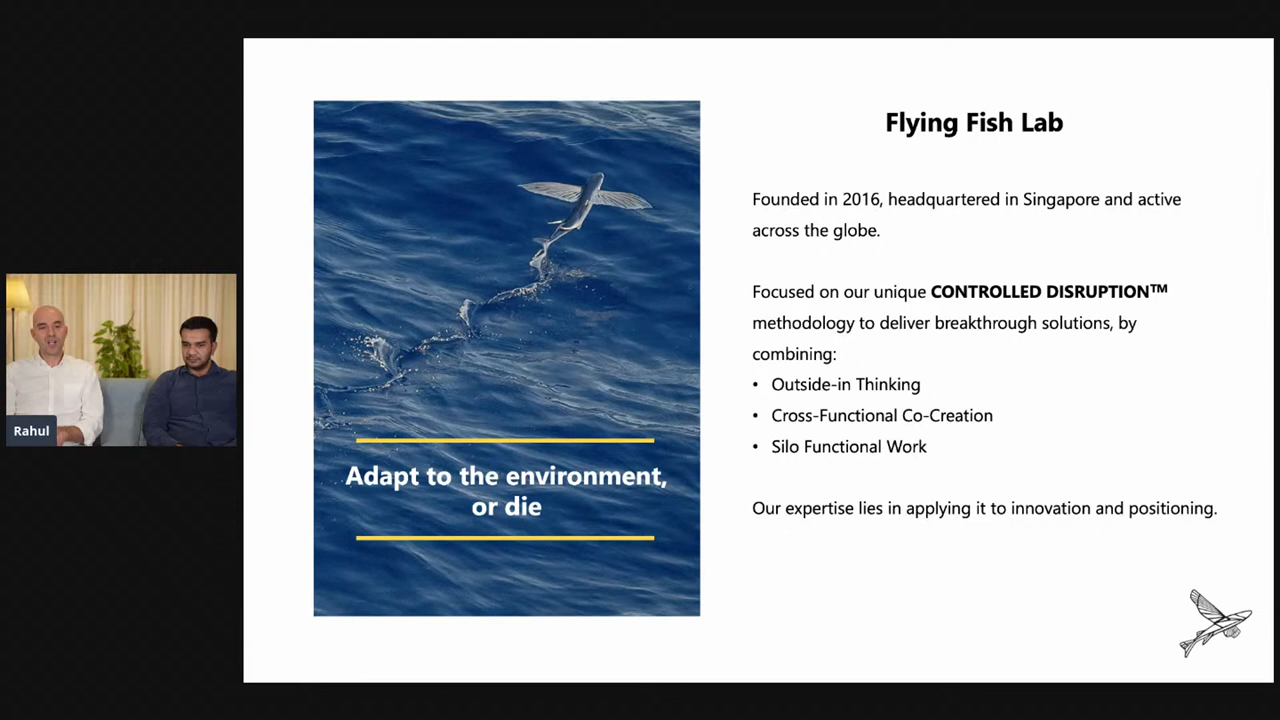 Flying Fish Lab
Founded in 2016, headquartered in Singapore and active
across the globe.
Focused on our unique CONTROLLED DISRUPTION™
methodology to deliver breakthrough solutions, by
combining:
• Outside-in Thinking
• Cross-Functional Co-Creation
• Silo Functional Work
Our expertise lies in applying it to innovation and positioning.
Adapt to the environment,
or die
Rahul